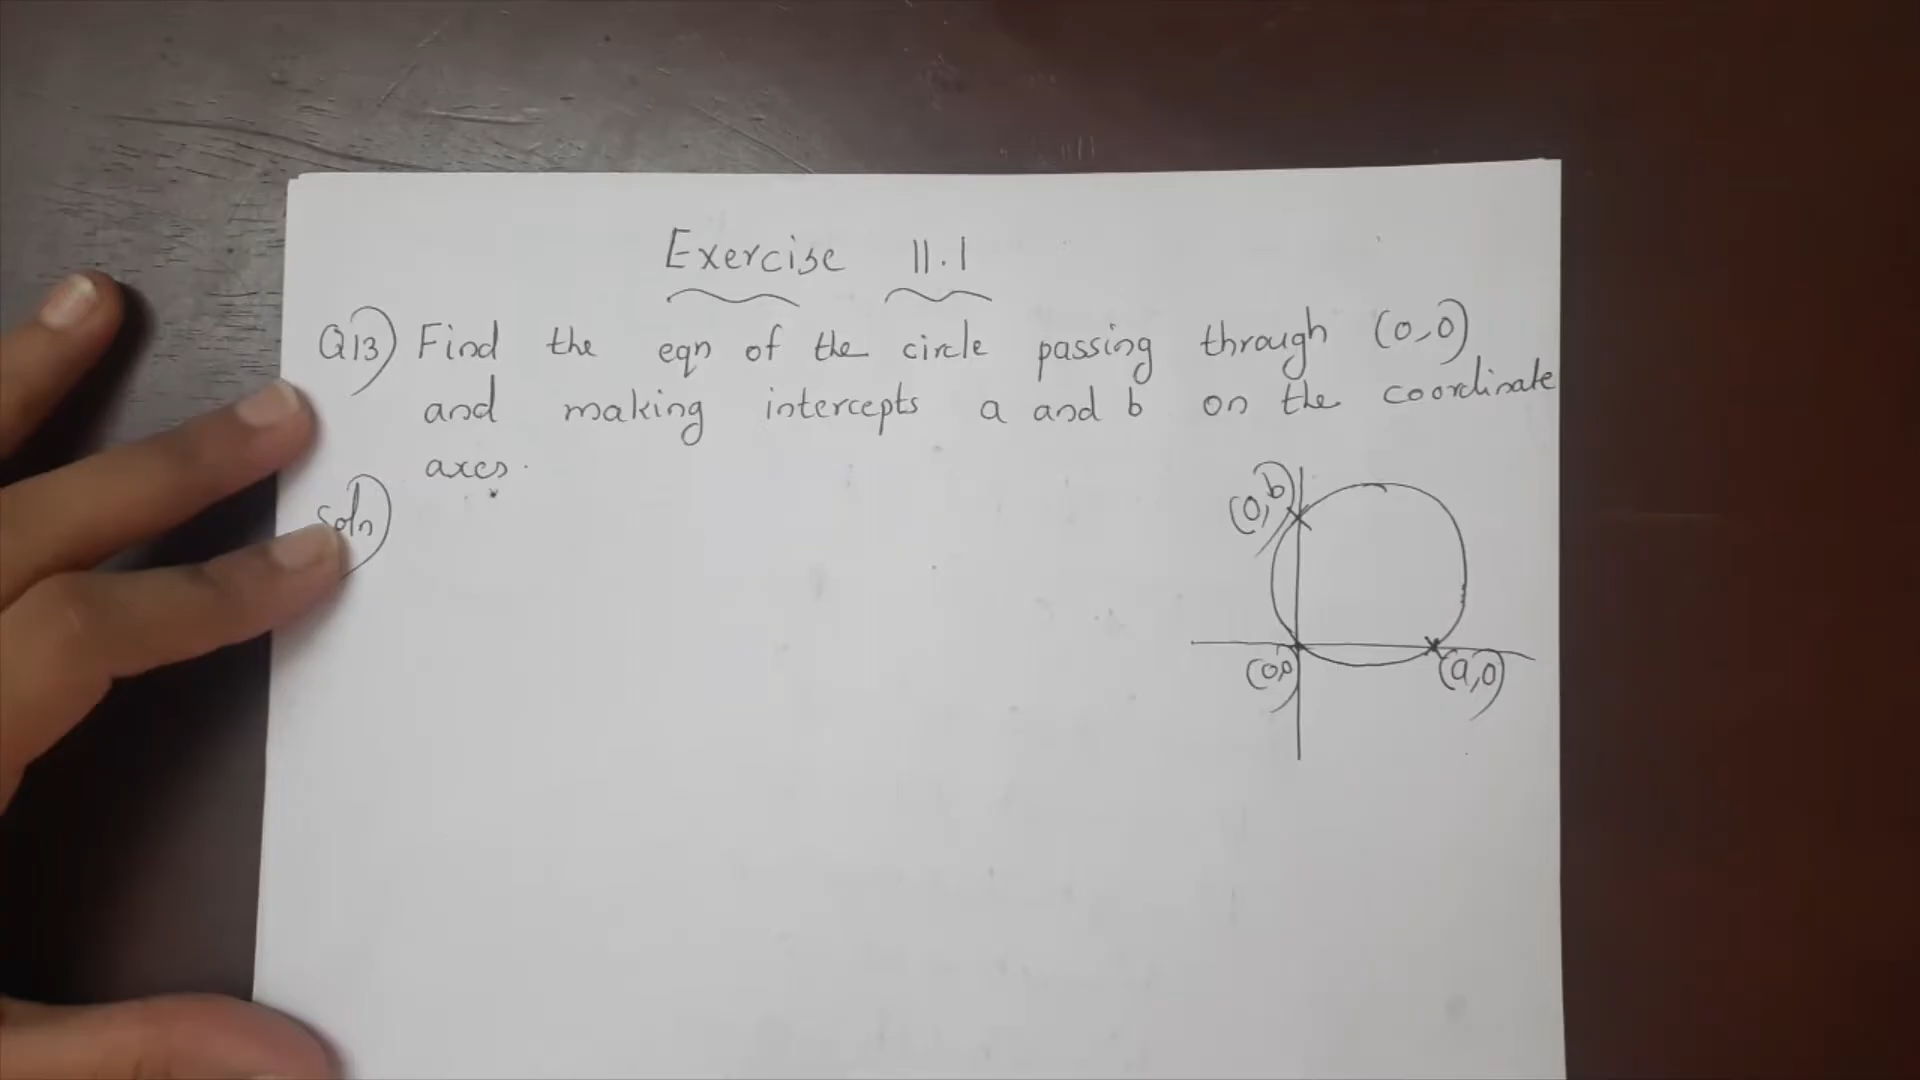 Exercise 11.1
Q13) Find the eqn of the circle passing through (0,0)
and making intercepts a and b on the coordinate
axes.
Soln)
(0,b)
(0,0)
(a,0)